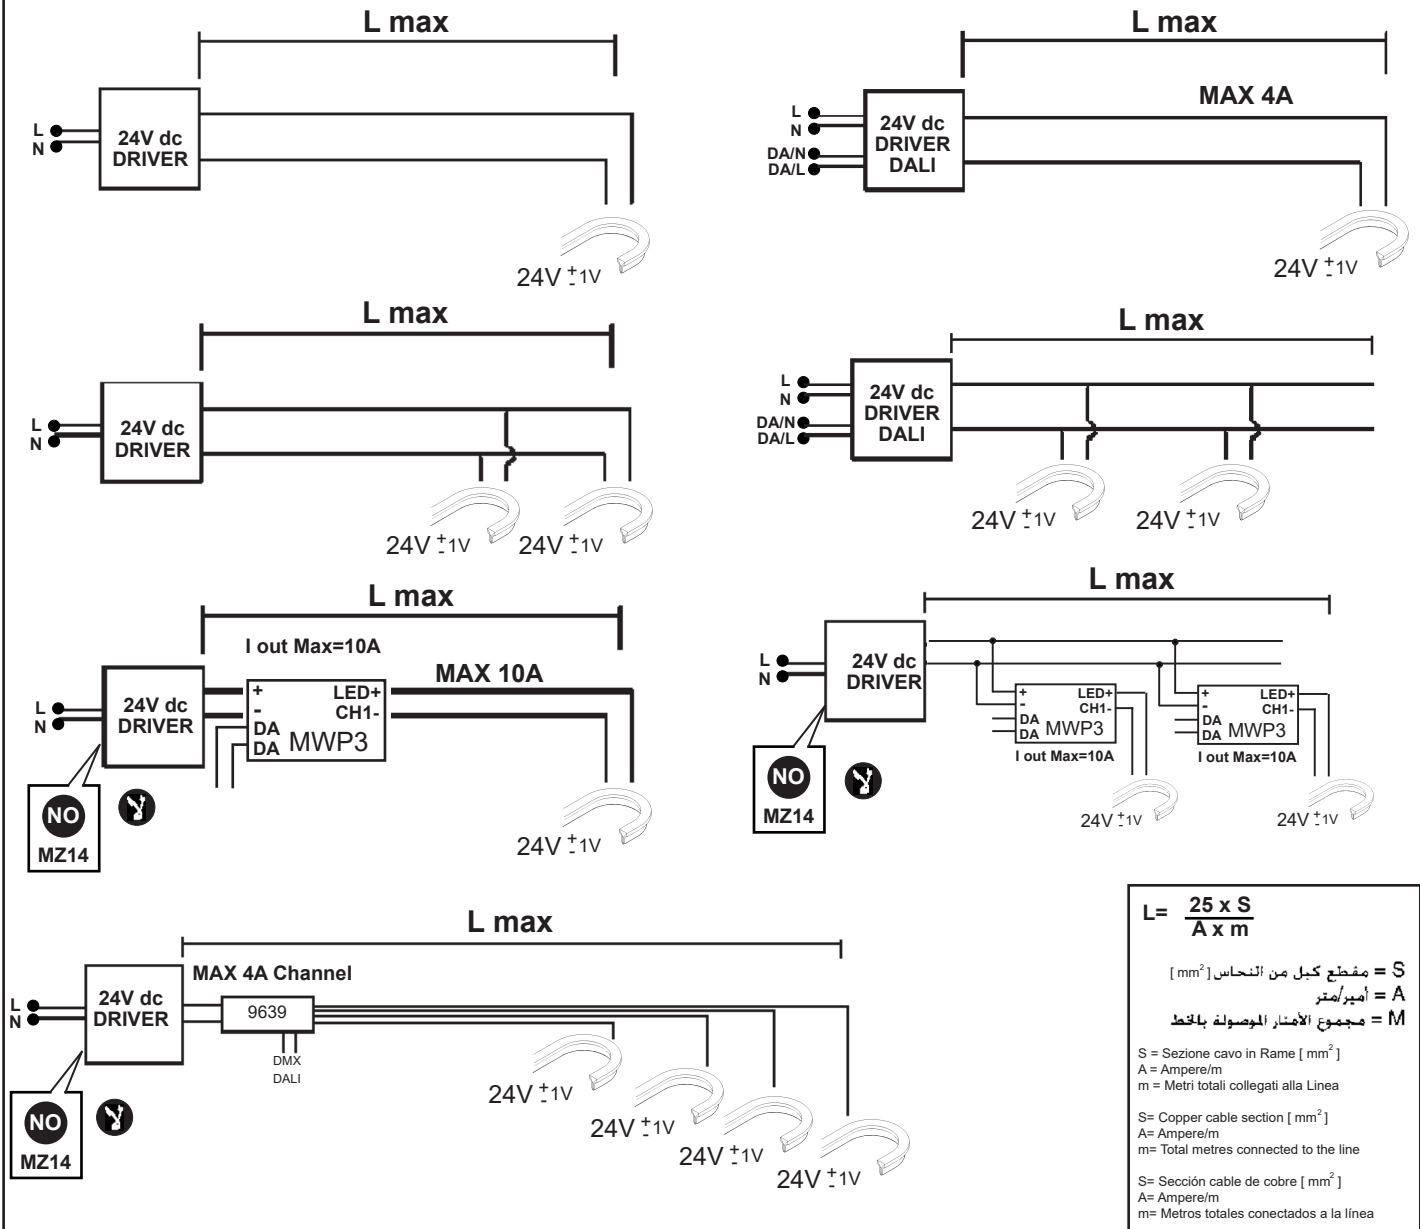 L max
24V dc
DRIVER
L
N
24V ±1V
L max
MAX 4A
24V dc
DRIVER
DALI
L
N
DA/N
DA/L
24V ±1V
L max
24V dc
DRIVER
L
N
24V ±1V 24V ±1V
L max
24V dc
DRIVER
DALI
L
N
DA/N
DA/L
24V ±1V 24V ±1V
L max
I out Max=10A
MAX 10A
24V dc
DRIVER
L
N
+ LED+
- CH1-
DA
DA MWP3
NO
MZ14
24V ±1V
L max
24V dc
DRIVER
L
N
+ LED+
- CH1-
DA
DA MWP3
I out Max=10A
+ LED+
- CH1-
DA
DA MWP3
I out Max=10A
NO
MZ14
24V ±1V 24V ±1V
L max
MAX 4A Channel
24V dc
DRIVER
L
N
9639
DMX
DALI
NO
MZ14
24V ±1V
24V ±1V
24V ±1V
24V ±1V
L= 25 x S
A x m
S = مقطع كبل من النحاس [ mm² ]
A = أمبر/متر
M = مجموع الأمتار الموصولة بالخط
S = Sezione cavo in Rame [ mm² ]
A = Ampere/m
m = Metri totali collegati alla Linea
S= Copper cable section [ mm² ]
A= Ampere/m
m= Total metres connected to the line
S= Sección cable de cobre [ mm² ]
A= Ampere/m
m= Metros totales conectados a la línea